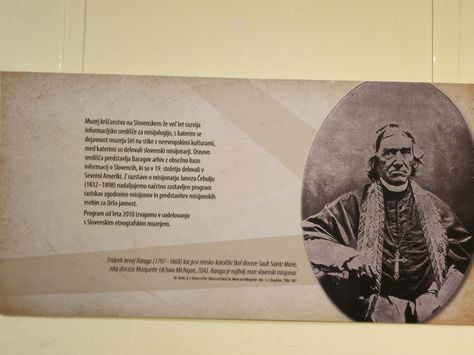 Muzej krščanstva na Slovenskem že več let razvija
informacijsko središče za misijologijo, s katerim se
dejavnost muzeja širi na stike z neevropskimi kulturami,
med katerimi so delovali slovenski misijonarji. Osnovo
središča predstavlja Baragov arhiv z obsežno bazo
informacij o Slovencih, ki so v 19. stoletju delovali v
Severni Ameriki. Z razstavo o misijonarju Janezu Čebulju
(1832–1898) nadaljujemo načrtno zastavljen program
raziskav zgodovine misijonov in predstavitev misijonskih
vsebin za širšo javnost.
Program od leta 2010 izvajamo v sodelovanju
s Slovenskim etnografskim muzejem.
Friderik Irenej Baraga (1797–1868) kot prvi rimsko-katoliški škof dioceze Sault Sainte Marie,
zdaj dioceza Marquette (država Michigan, ZDA). Baraga je najbolj znan slovenski misijonar.